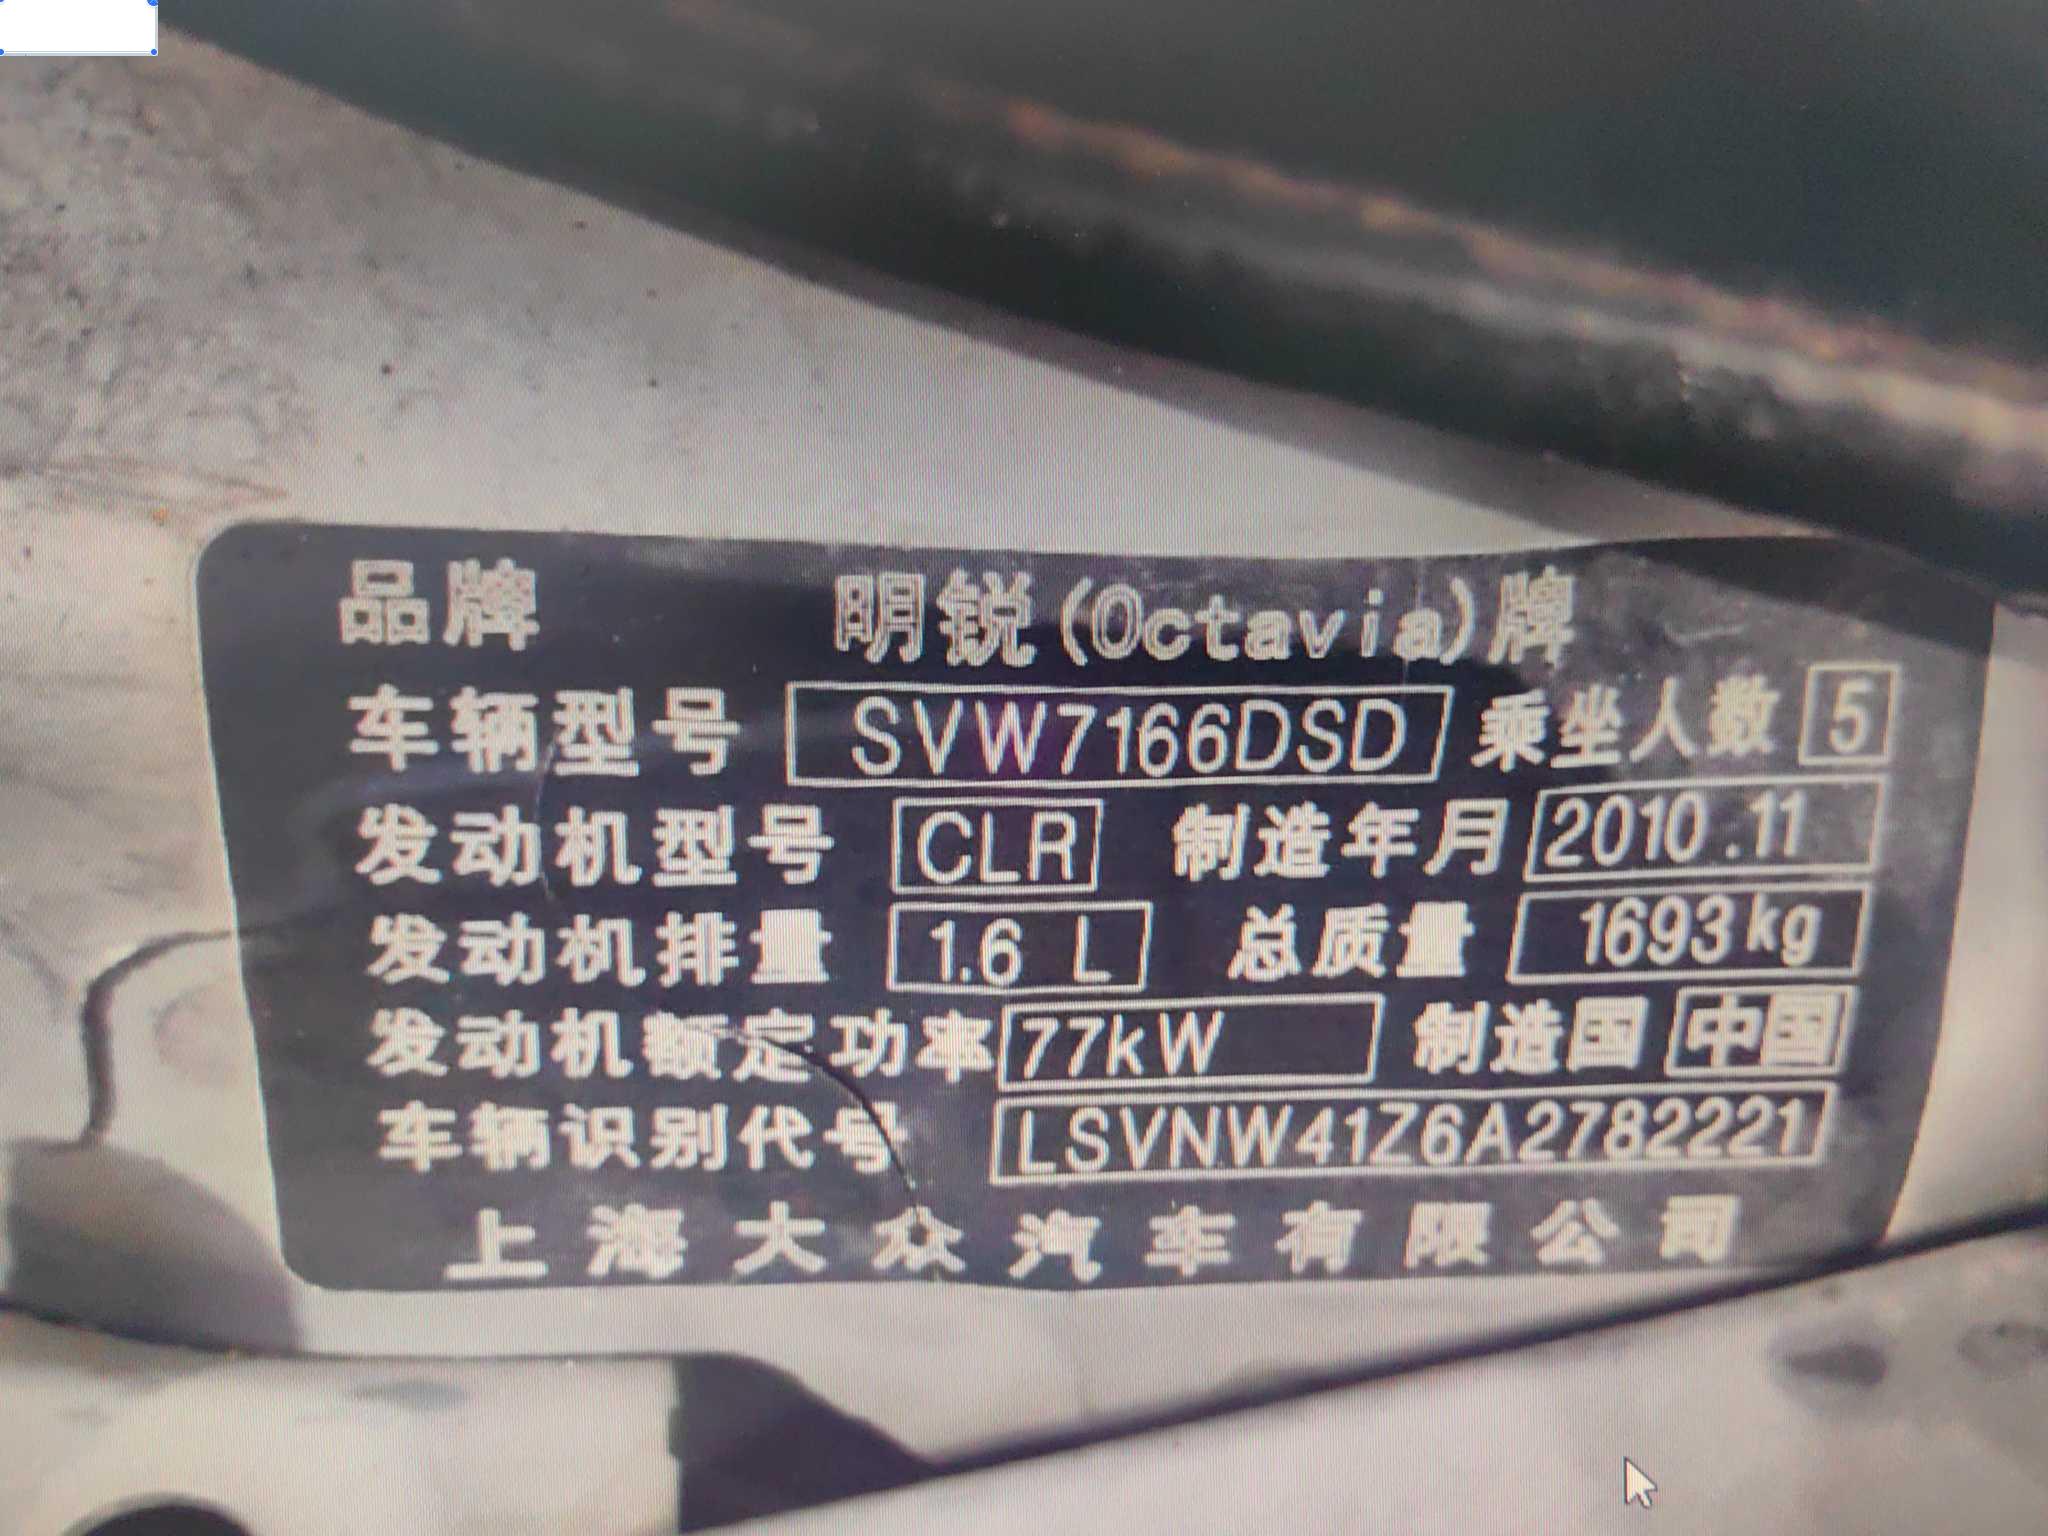 品牌 明锐(Octavia)牌
车辆型号 SVW7166DSD 乘坐人数 5
发动机型号 CLR 制造年月 2010.11
发动机排量 1.6 L 总质量 1693kg
发动机额定功率 77kW 制造国 中国
车辆识别代号 LSVNW41Z6A2782221
上海大众汽车有限公司